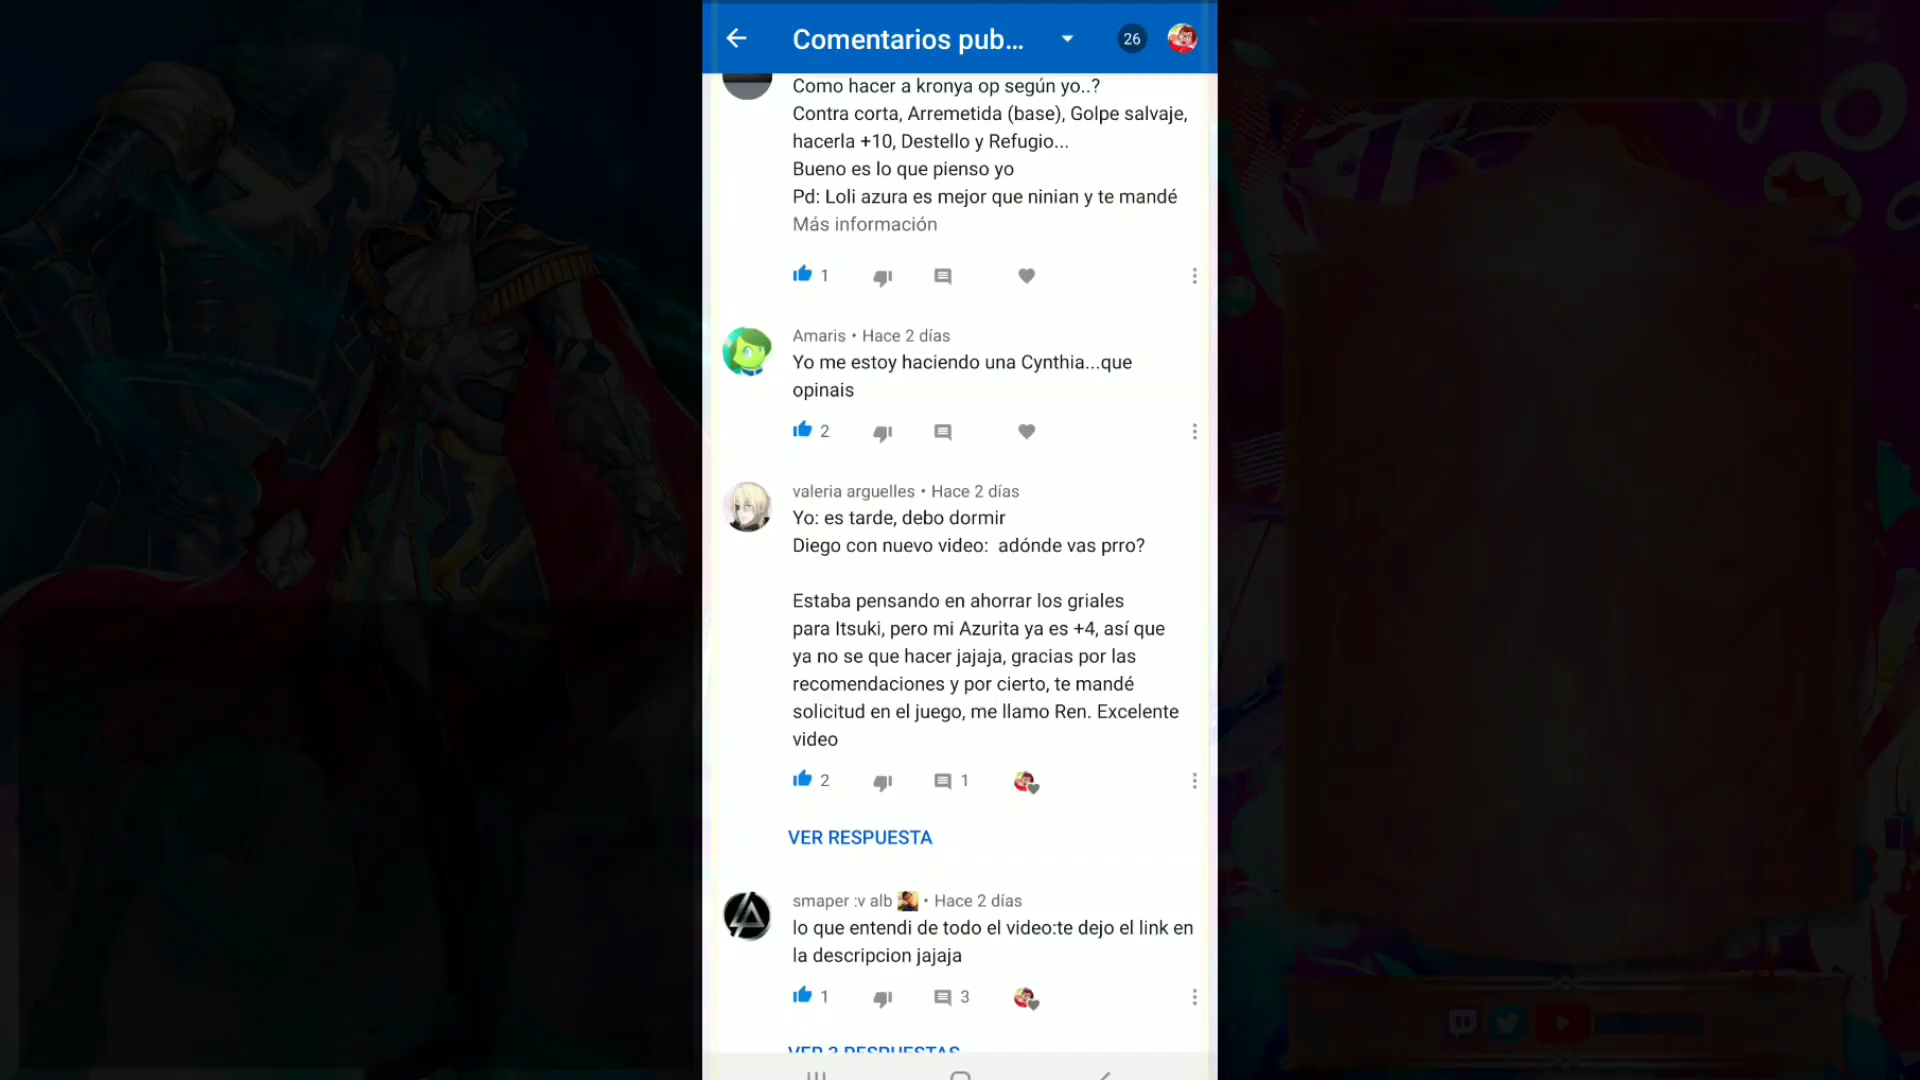 Comentarios pub...
26
Como hacer a kronya op según yo..?
Contra corta, Arremetida (base), Golpe salvaje,
hacerla +10, Destello y Refugio...
Bueno es lo que pienso yo
Pd: Loli azura es mejor que ninian y te mandé
Más información
1
Amaris • Hace 2 días
Yo me estoy haciendo una Cynthia...que
opinais
2
valeria arguelles • Hace 2 días
Yo: es tarde, debo dormir
Diego con nuevo video:  adónde vas prro?
Estaba pensando en ahorrar los griales
para Itsuki, pero mi Azurita ya es +4, así que
ya no se que hacer jajaja, gracias por las
recomendaciones y por cierto, te mandé
solicitud en el juego, me llamo Ren. Excelente
video
2
1
VER RESPUESTA
smaper :v alb • Hace 2 días
lo que entendi de todo el video:te dejo el link en
la descripcion jajaja
1
3
VER 3 RESPUESTAS